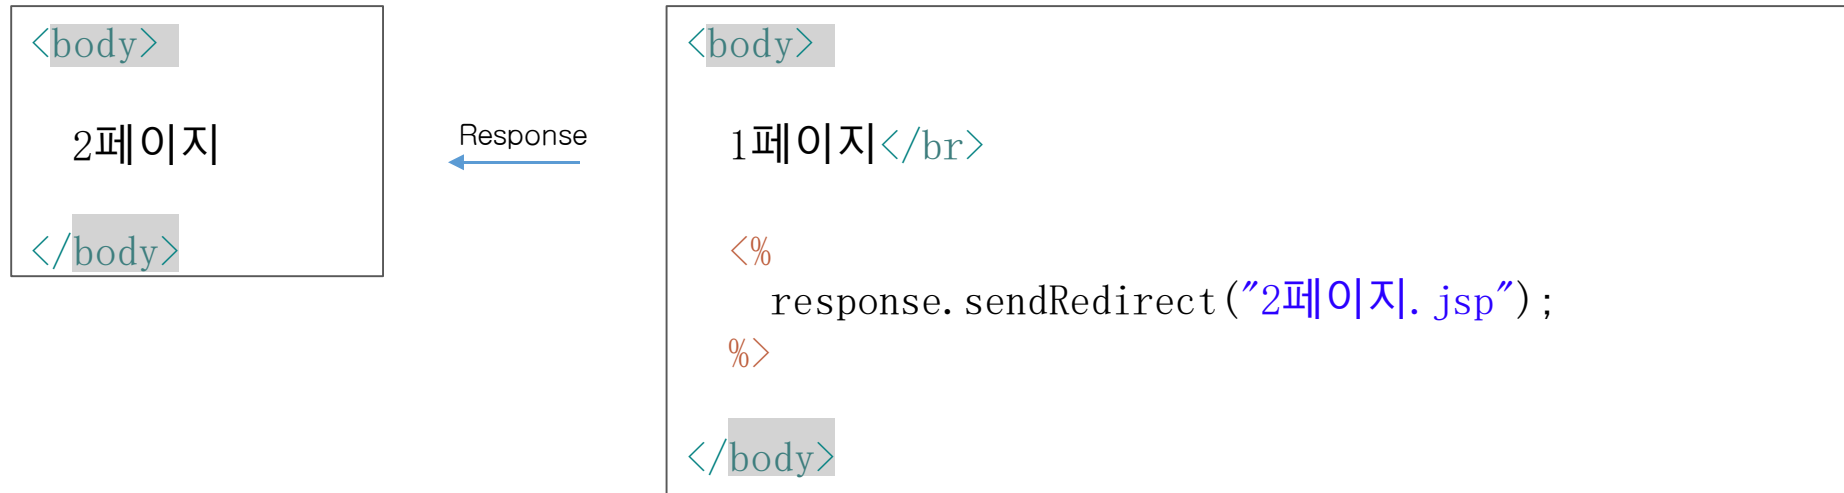 <body>
2페이지
</body>
Response
<body>
1페이지</br>
<%
response.sendRedirect("2페이지.jsp");
%>
</body>